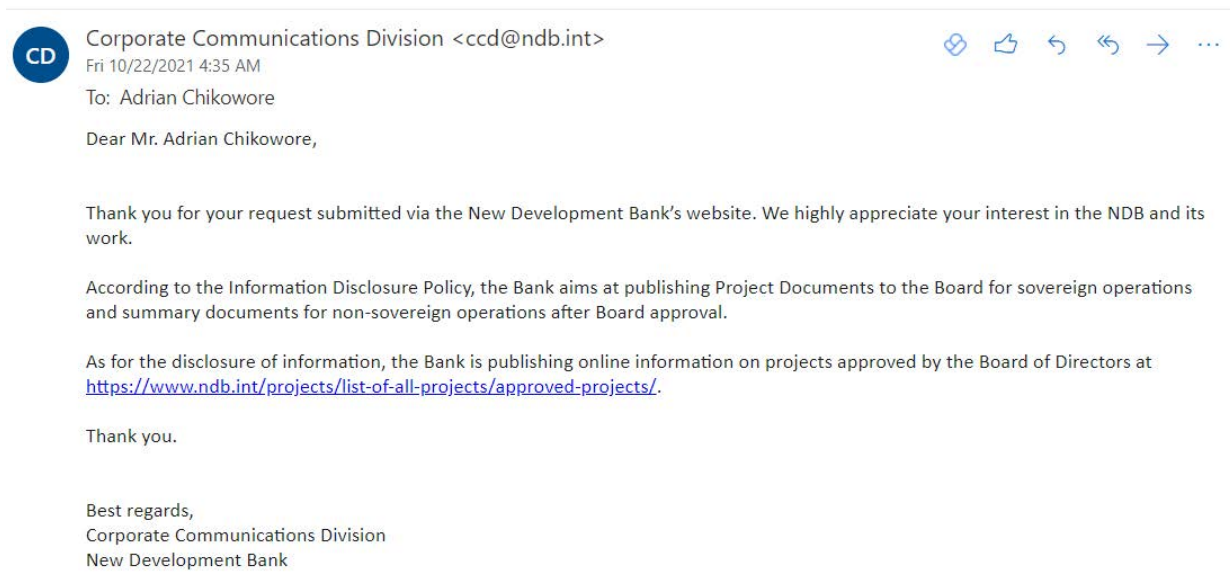 Corporate Communications Division <ccd@ndb.int>
CD
Fri 10/22/2021 4:35 AM
To: Adrian Chikowore
Dear Mr. Adrian Chikowore,
Thank you for your request submitted via the New Development Bank’s website. We highly appreciate your interest in the NDB and its
work.
According to the Information Disclosure Policy, the Bank aims at publishing Project Documents to the Board for sovereign operations
and summary documents for non-sovereign operations after Board approval.
As for the disclosure of information, the Bank is publishing online information on projects approved by the Board of Directors at
https://www.ndb.int/projects/list-of-all-projects/approved-projects/.
Thank you.
Best regards,
Corporate Communications Division
New Development Bank